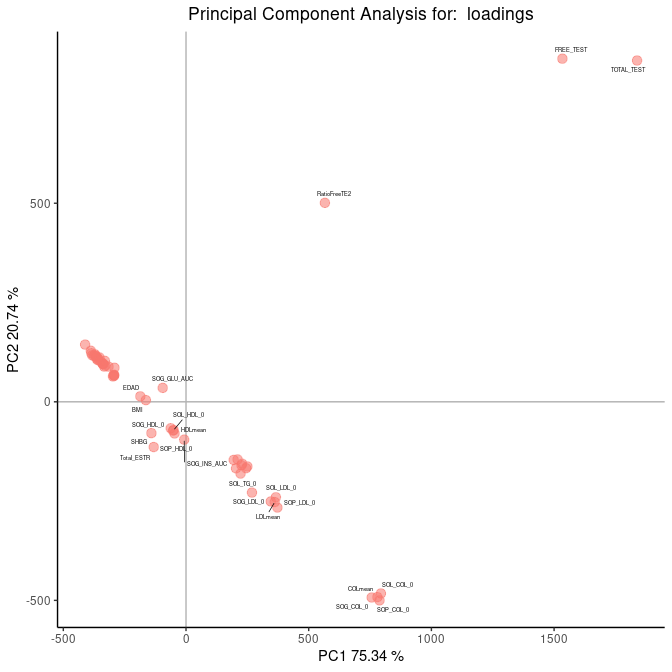 Principal Component Analysis for: loadings
FREE_TEST
TOTAL_TEST
RatioFreeTE2
500
SOG_GLU_AUC
EDAD
BMI
0
SOL_HDL_0
SOG_HDL_0
HDLmean
SHBG
SOP_HDL_0
Total_ESTR
SOG_INS_AUC
SOL_TG_0
SOL_LDL_0
SOG_LDL_0
SOP_LDL_0
LDLmean
SOL_COL_0
COLmean
SOG_COL_0
SOP_COL_0
-500
PC2 20.74 %
-500
0
500
1000
1500
PC1 75.34 %